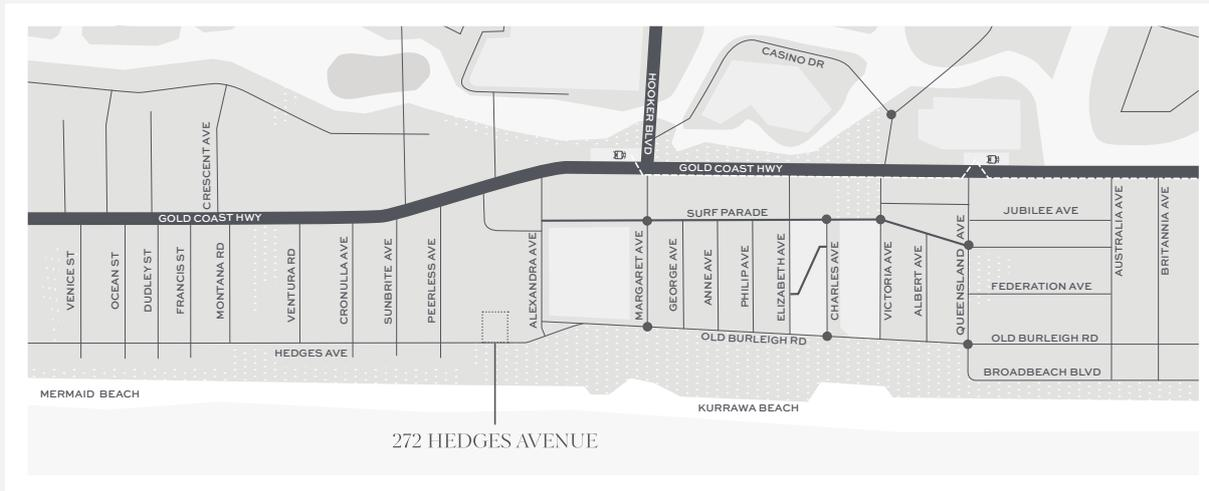 CASINO DR
HOOKER BLVD
CRESCENT AVE
GOLD COAST HWY
GOLD COAST HWY
SURF PARADE
JUBILEE AVE
AUSTRALIA AVE
BRITANNIA AVE
VENICE ST
OCEAN ST
DUDLEY ST
FRANCIS ST
MONTANA RD
VENTURA RD
CRONULLA AVE
SUNBRITE AVE
PEERLESS AVE
ALEXANDRA AVE
MARGARET AVE
GEORGE AVE
ANNE AVE
PHILIP AVE
ELIZABETH AVE
CHARLES AVE
VICTORIA AVE
ALBERT AVE
QUEENSLAND AVE
FEDERATION AVE
OLD BURLEIGH RD
OLD BURLEIGH RD
HEDGES AVE
BROADBEACH BLVD
MERMAID BEACH
KURRAWA BEACH
272 HEDGES AVENUE